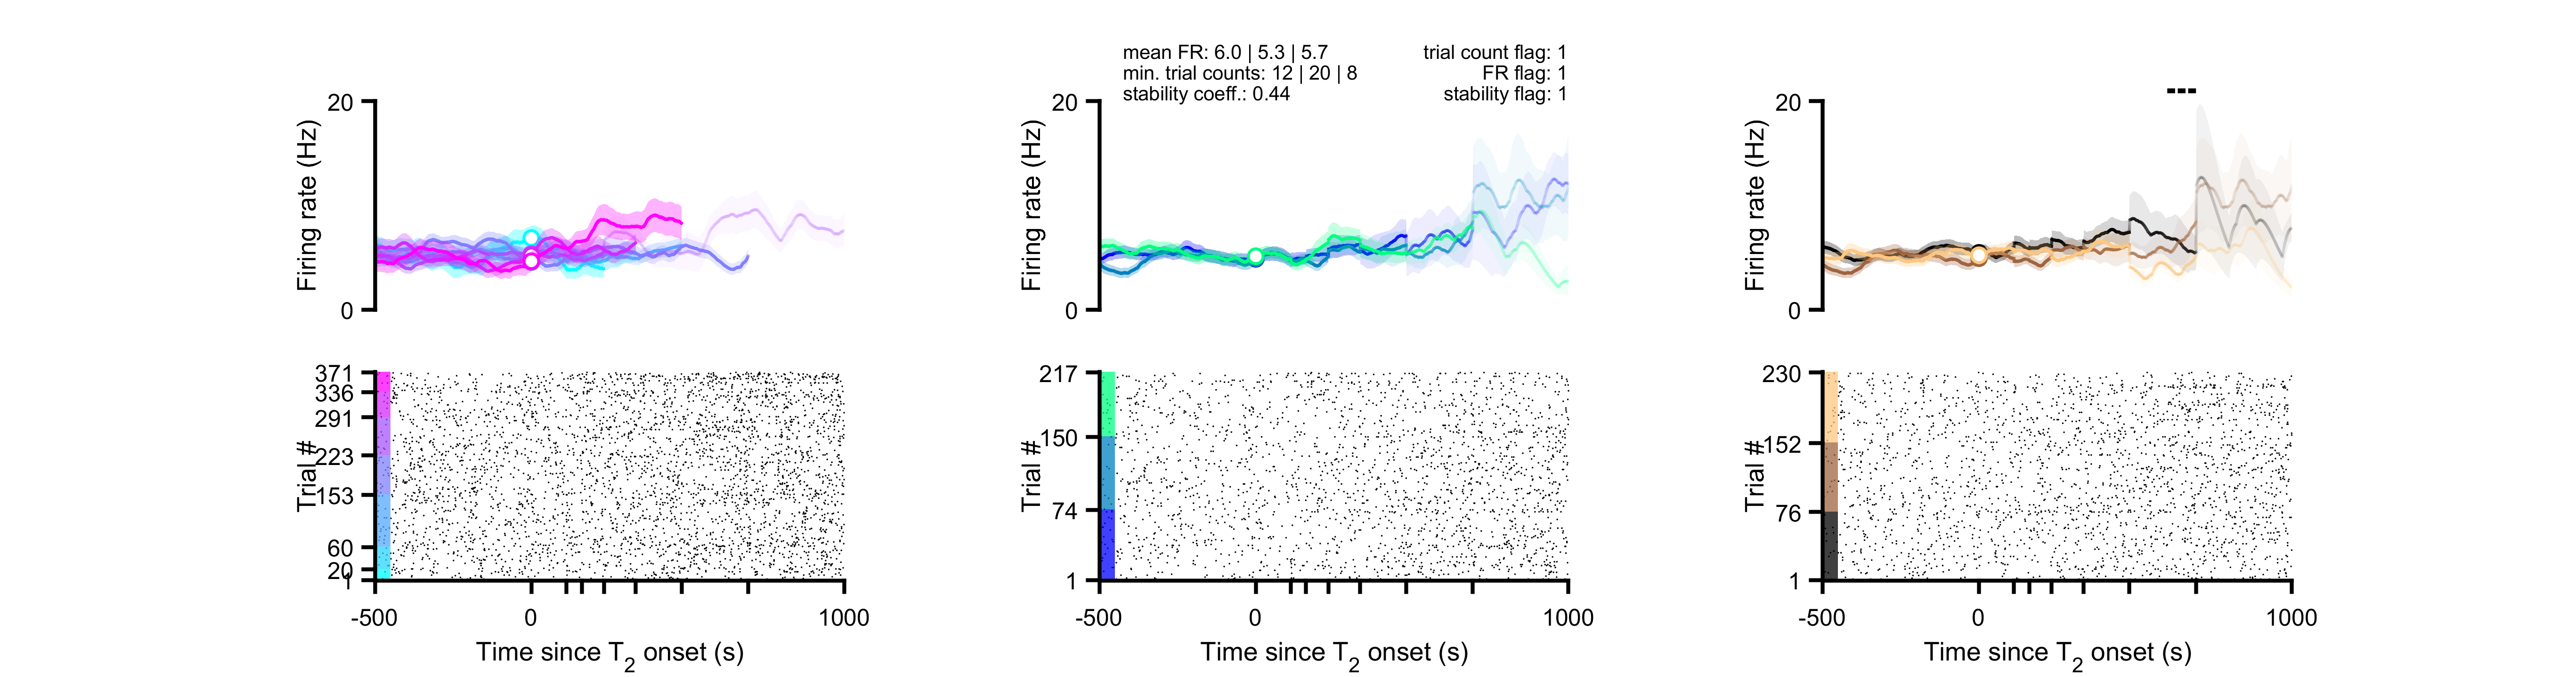 mean FR: 6.0 | 5.3 | 5.7
min. trial counts: 12 | 20 | 8
stability coeff.: 0.44
trial count flag: 1
FR flag: 1
stability flag: 1
20
Firing rate (Hz)
0
20
Firing rate (Hz)
0
20
Firing rate (Hz)
0
371
336
291
223
153
60
20
1
Trial #
-500
0
1000
Time since T2 onset (s)
217
150
74
1
Trial #
-500
0
1000
Time since T2 onset (s)
230
152
76
1
Trial #
-500
0
1000
Time since T2 onset (s)